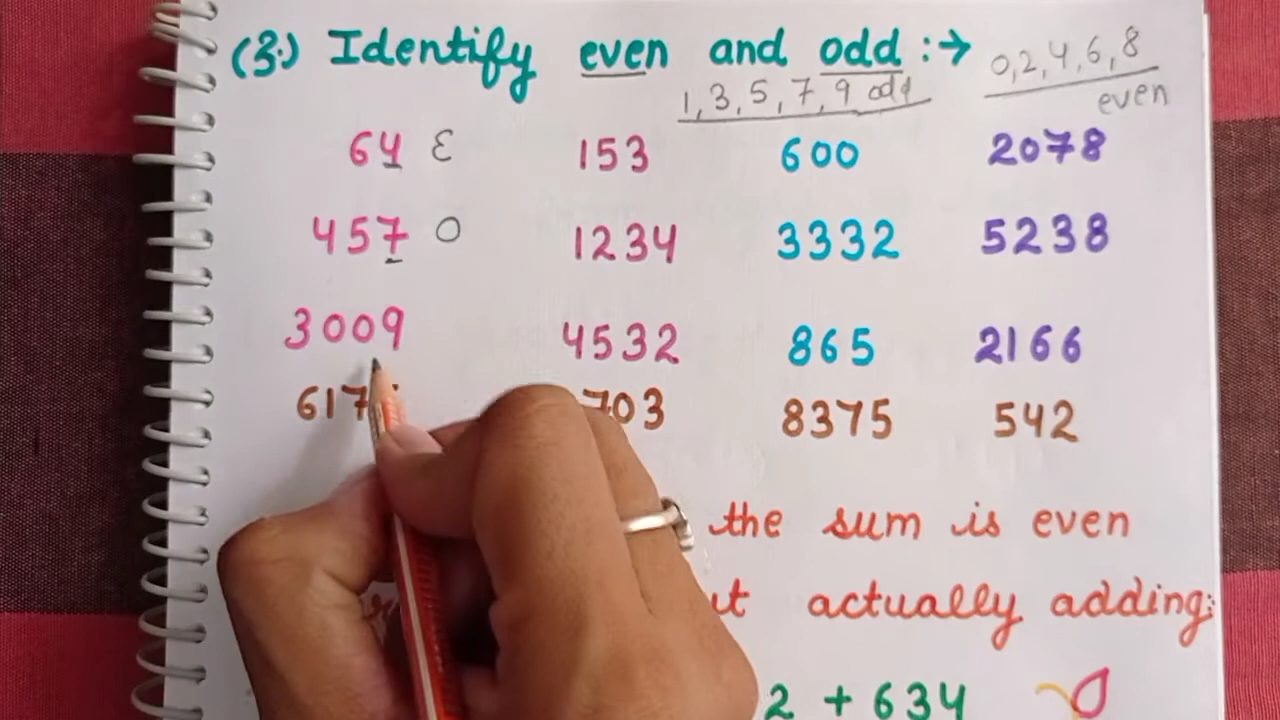 (3.) Identify even and odd :→ 0,2,4,6,8
1,3,5,7,9 odd even
64 E 153 600 2078
457 O 1234 3332 5238
3009 4532 865 2166
617 703 8375 542
the sum is even
actually adding:
2 + 634